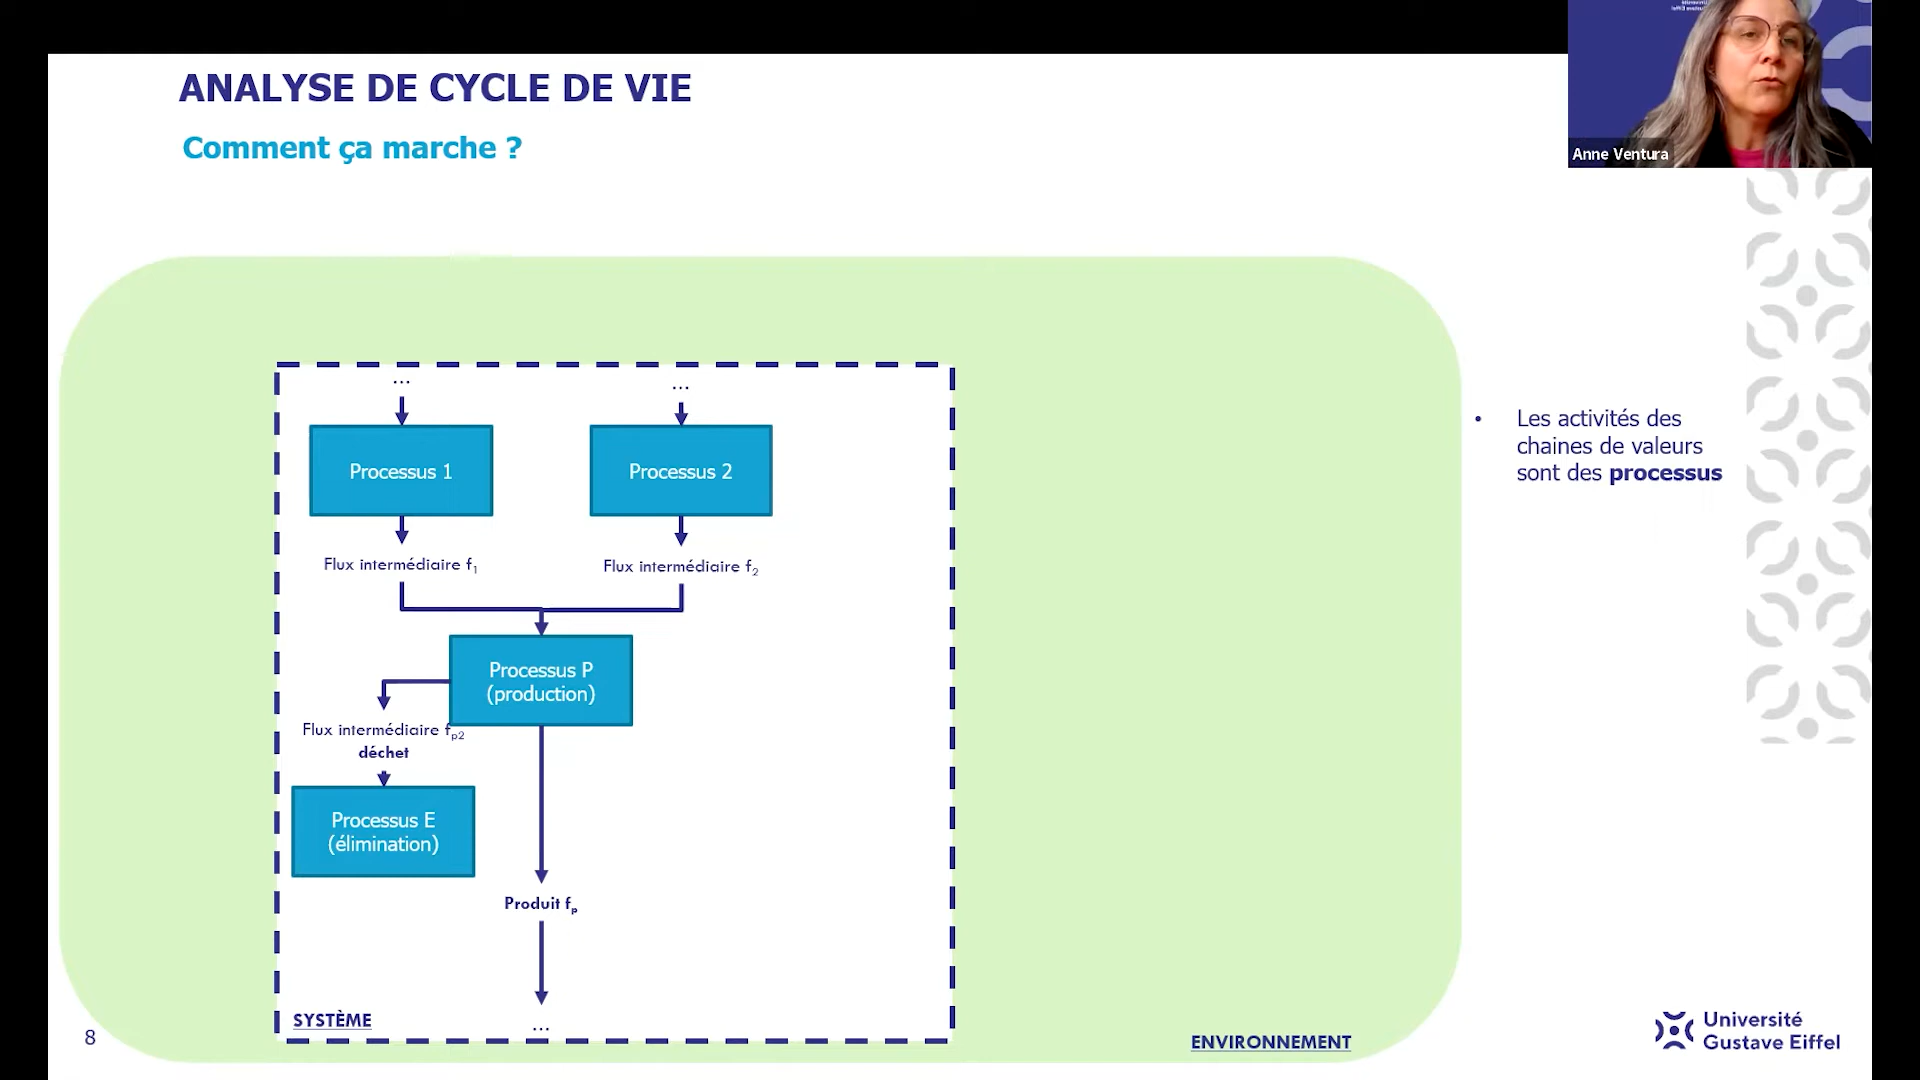 ANALYSE DE CYCLE DE VIE
Comment ça marche ?
Anne Ventura
...
...
Processus 1
Processus 2
Flux intermédiaire f1
Flux intermédiaire f2
Processus P
(production)
Flux intermédiaire fp2
déchet
Processus E
(élimination)
Produit fp
...
SYSTÈME
ENVIRONNEMENT
• Les activités des
chaines de valeurs
sont des processus
8
Université
Gustave Eiffel